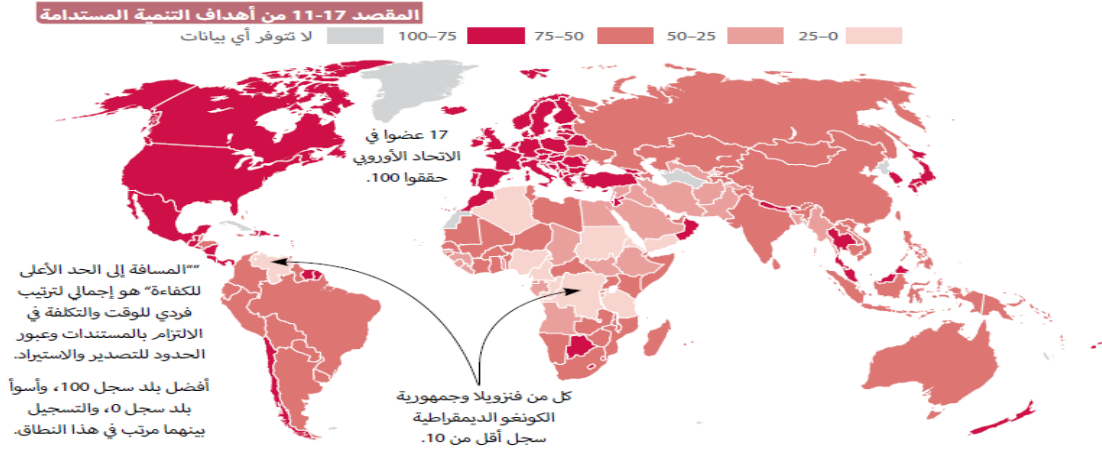 المقصد 17-11 من أهداف التنمية المستدامة
0–25
25–50
50–75
75–100
لا تتوفر أي بيانات
17 عضوا في
الاتحاد الأوروبي
حققوا 100.
""المسافة إلى الحد الأعلى
للكفاءة" هو إجمالي لترتيب
فردي للوقت والتكلفة في
الالتزام بالمستندات وعبور
الحدود للتصدير والاستيراد.
أفضل بلد سجل 100، وأسوأ
بلد سجل 0، والتسجيل
بينهما مرتب في هذا النطاق.
كل من فنزويلا وجمهورية
الكونغو الديمقراطية
سجل أقل من 10.